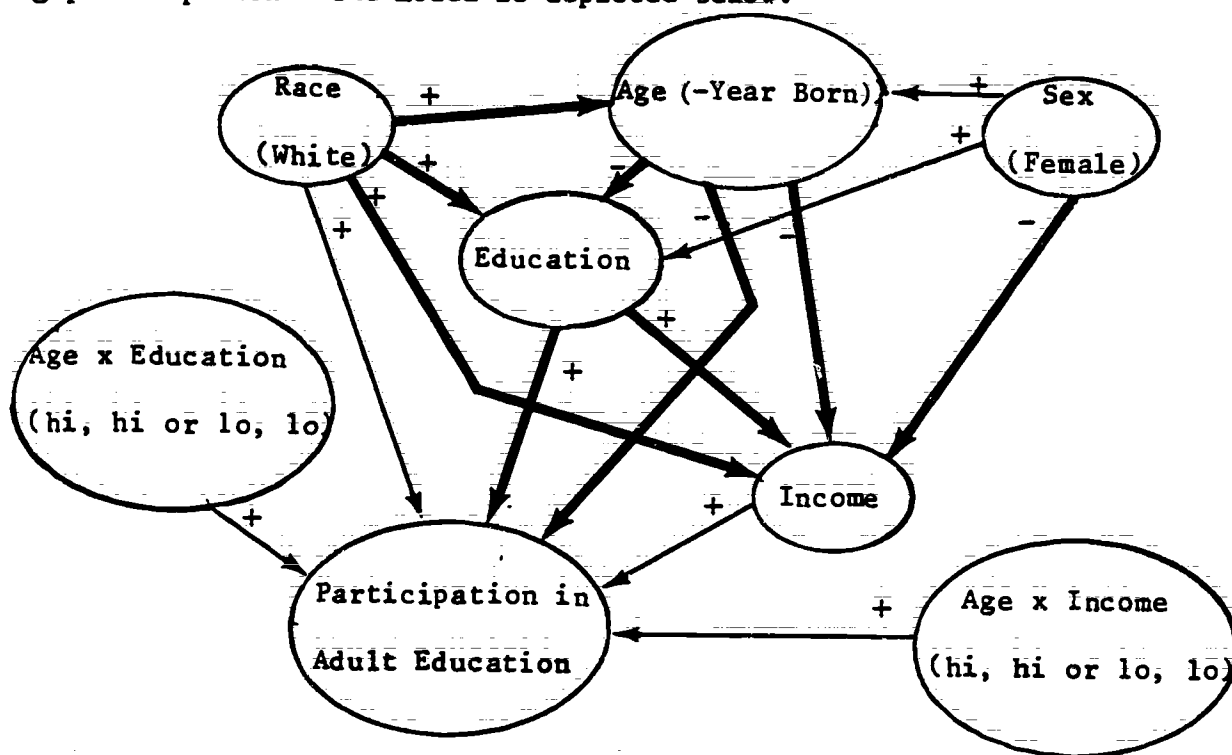 Race
(White)
+
Age (-Year Born)
+
Sex
(Female)
+
+
-
+
+
-
-
-
Education
+
+
Age x Education
(hi, hi or lo, lo)
+
Income
+
+
Participation in
Adult Education
+
Age x Income
(hi, hi or lo, lo)